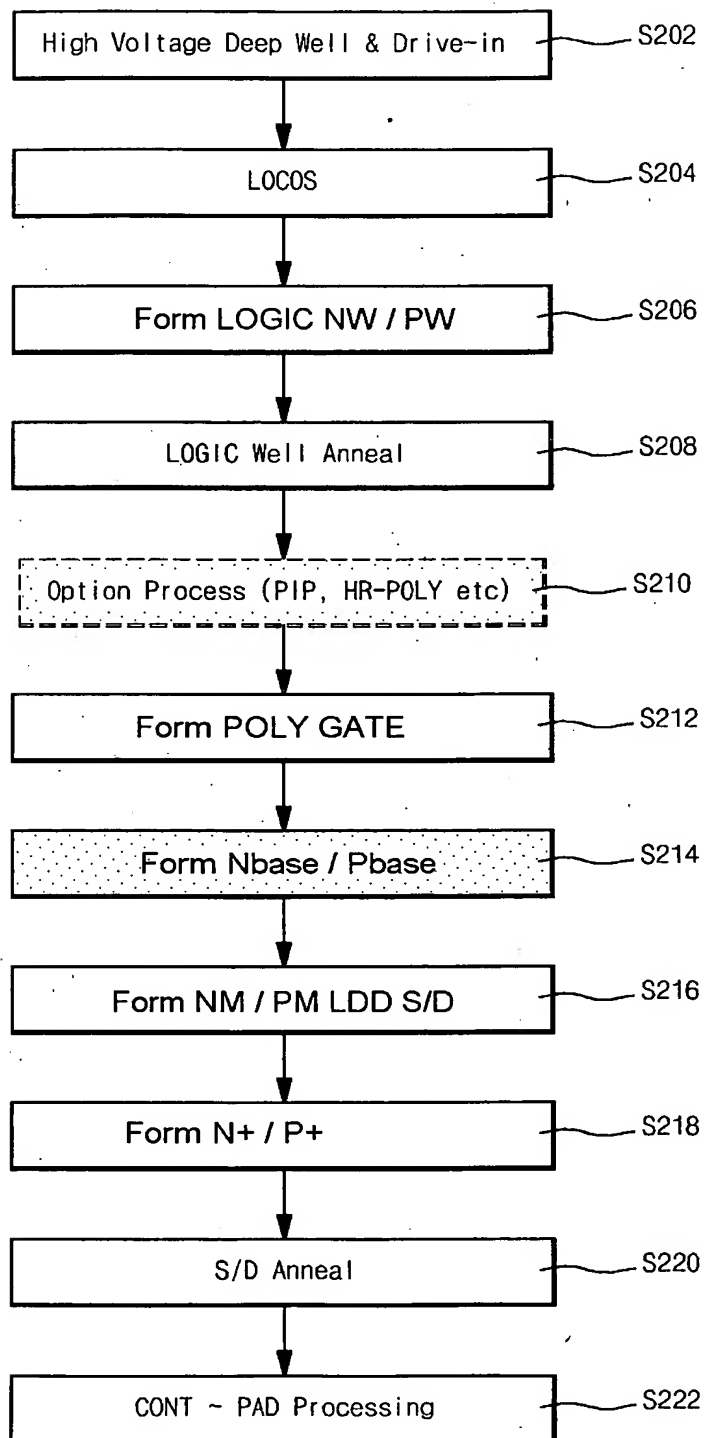 High Voltage Deep Well & Drive-in S202
LOCOS S204
Form LOGIC NW / PW S206
LOGIC Well Anneal S208
Option Process (PIP, HR-POLY etc) S210
Form POLY GATE S212
Form Nbase / Pbase S214
Form NM / PM LDD S/D S216
Form N+ / P+ S218
S/D Anneal S220
CONT ~ PAD Processing S222